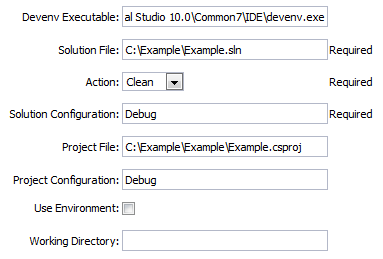 Devenv Executable: al Studio 10.0\Common7\IDE\devenv.exe
Solution File: C:\Example\Example.sln Required
Action: Clean Required
Solution Configuration: Debug Required
Project File: C:\Example\Example\Example.csproj
Project Configuration: Debug
Use Environment:
Working Directory: